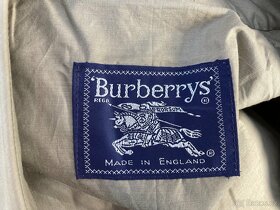 'Burberrys'
REGD ®
®
MADE IN ENGLAND